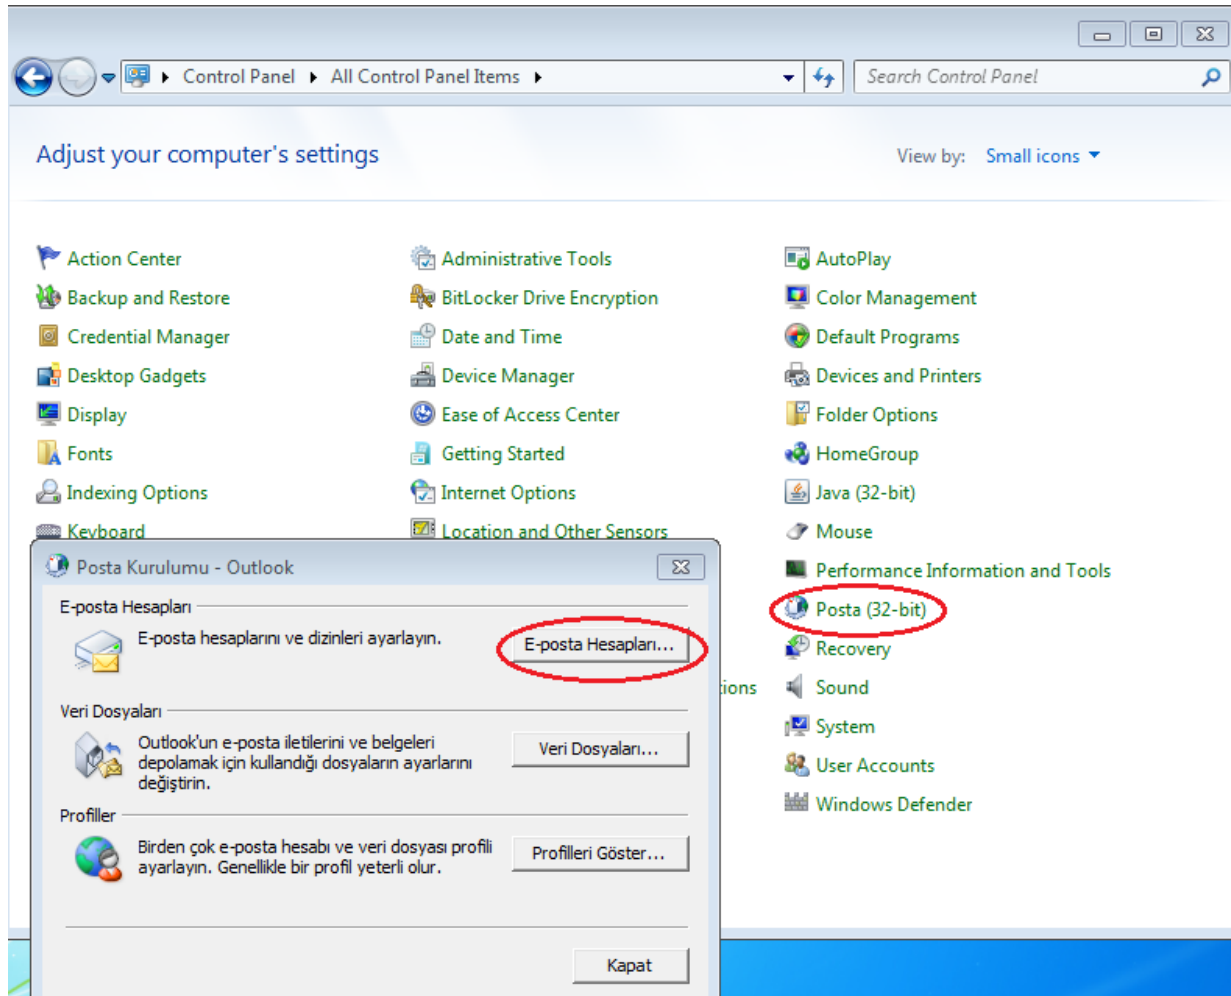 Control Panel
All Control Panel Items
Search Control Panel
Adjust your computer's settings
View by: Small icons
Action Center
Administrative Tools
AutoPlay
Backup and Restore
BitLocker Drive Encryption
Color Management
Credential Manager
Date and Time
Default Programs
Desktop Gadgets
Device Manager
Devices and Printers
Display
Ease of Access Center
Folder Options
Fonts
Getting Started
HomeGroup
Indexing Options
Internet Options
Java (32-bit)
Keyboard
Location and Other Sensors
Mouse
Performance Information and Tools
Posta (32-bit)
Recovery
Sound
System
User Accounts
Windows Defender
Posta Kurulumu - Outlook
E-posta Hesapları
E-posta hesaplarını ve dizinleri ayarlayın.
E-posta Hesapları...
Veri Dosyaları
Outlook'un e-posta iletilerini ve belgeleri
depolamak için kullandığı dosyaların ayarlarını
değiştirin.
Veri Dosyaları...
Profiller
Birden çok e-posta hesabı ve veri dosyası profili
ayarlayın. Genellikle bir profil yeterli olur.
Profilleri Göster...
Kapat